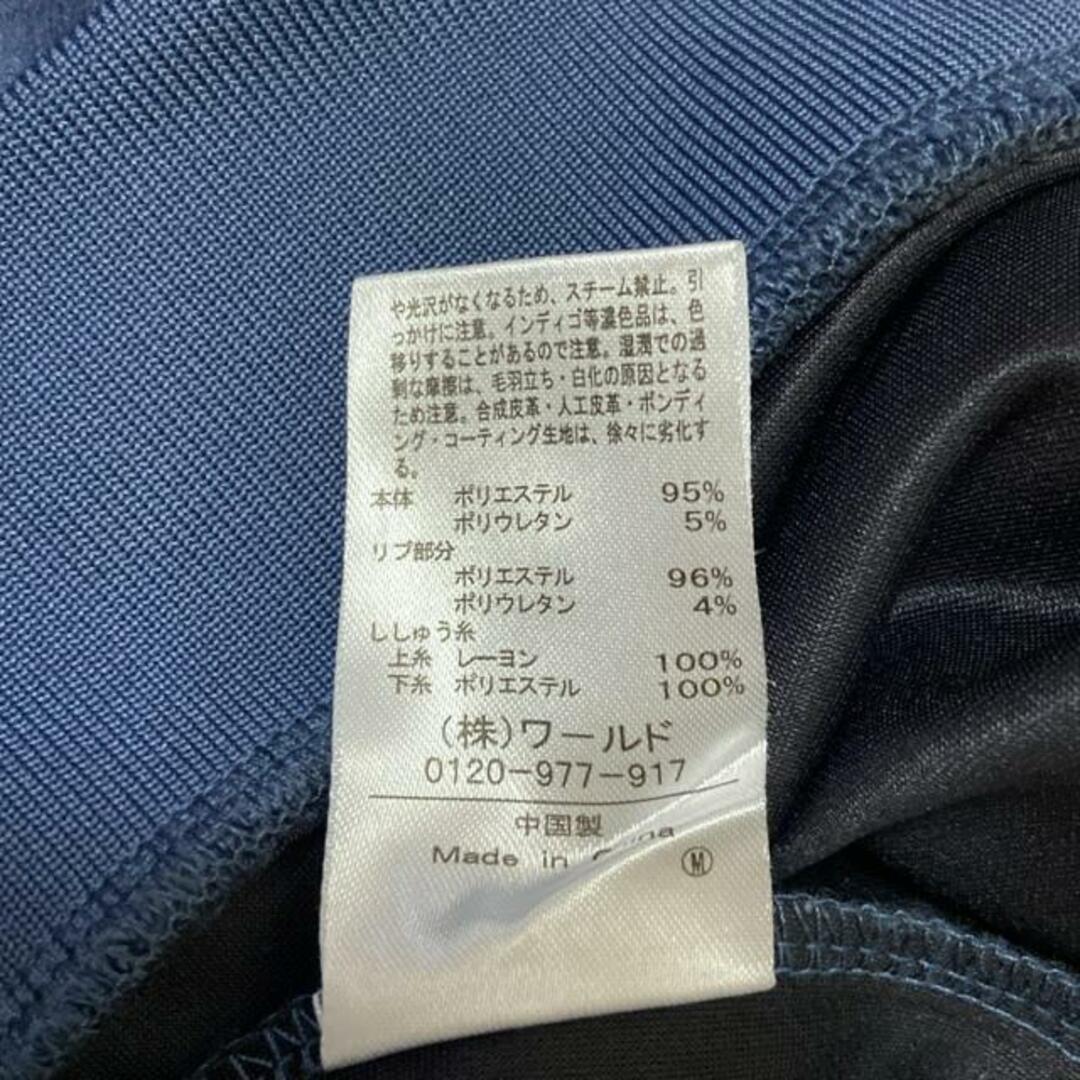 や光沢がなくなるため、スチーム禁止。引
っかけに注意。インディゴ等濃色品は、色
移りすることがあるので注意。湿潤での過
剰な摩擦は、毛羽立ち・白化の原因となる
ため注意。合成皮革・人工皮革・ボンディ
ング・コーティング生地は、徐々に劣化す
る。
本体 ポリエステル 95%
ポリウレタン 5%
リブ部分
ポリエステル 96%
ポリウレタン 4%
ししゅう糸
上糸 レーヨン 100%
下糸 ポリエステル 100%
(株)ワールド
0120-977-917
中国製
Made in
M